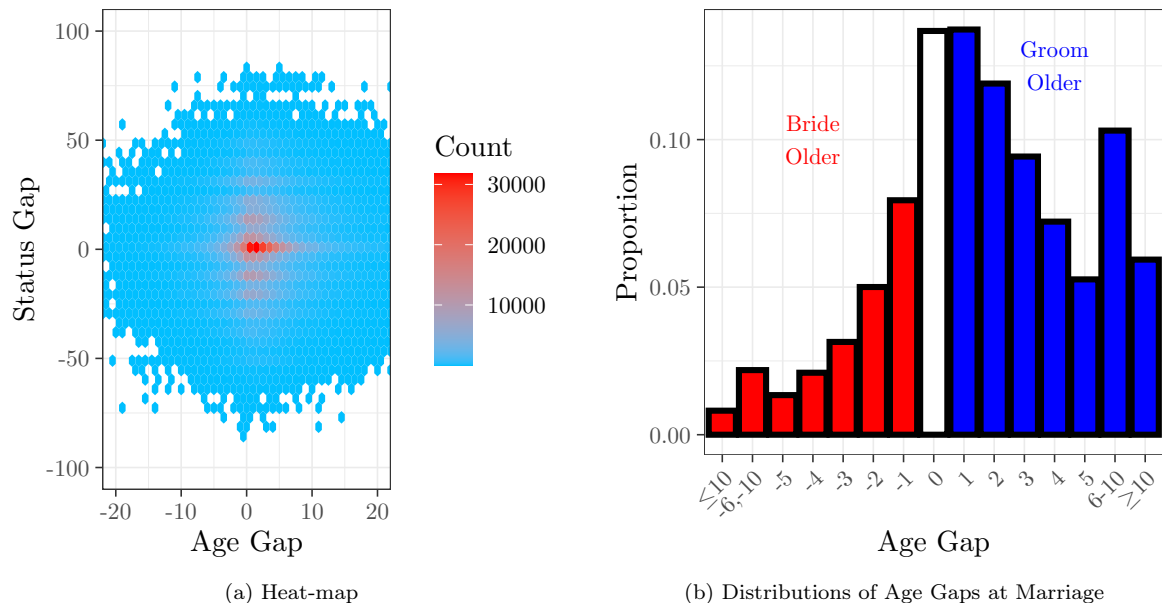 100
50
0
-50
-100
Status Gap
-20
-10
0
10
20
Age Gap
Count
30000
20000
10000
(a) Heat-map
0.10
0.05
0.00
Proportion
Bride
Older
Groom
Older
≤10
-6,-10
-5
-4
-3
-2
-1
0
1
2
3
4
5
6-10
≥10
Age Gap
(b) Distributions of Age Gaps at Marriage